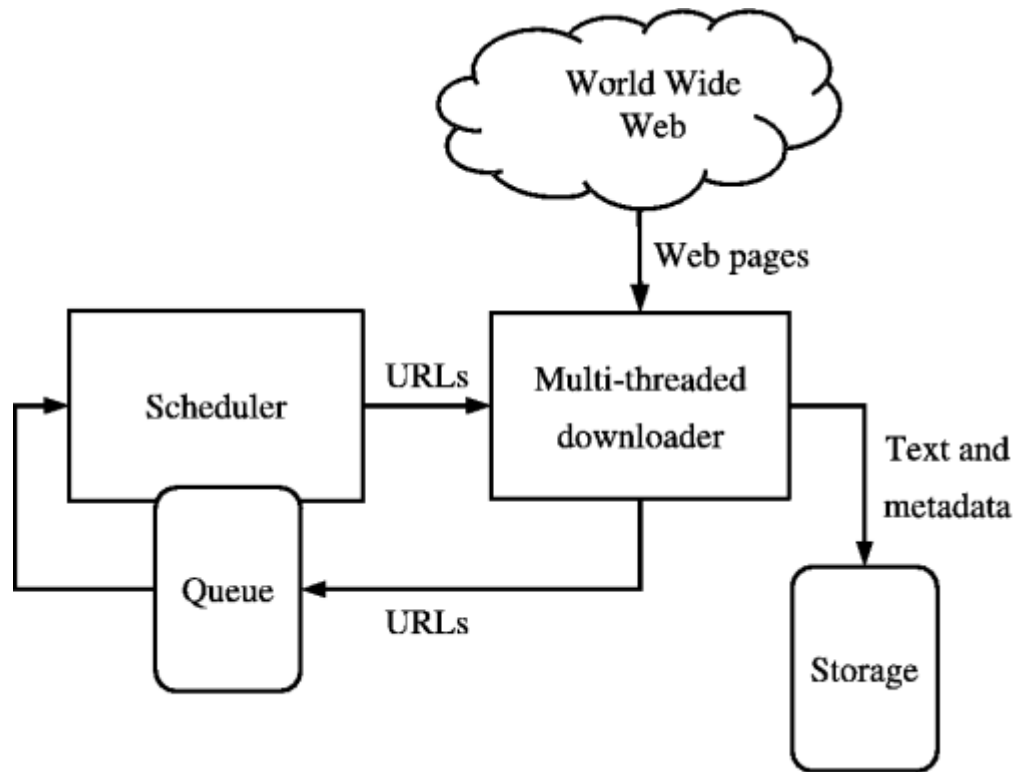 World Wide
Web
Web pages
Scheduler
URLs
Multi-threaded
downloader
Text and
metadata
Queue
URLs
Storage